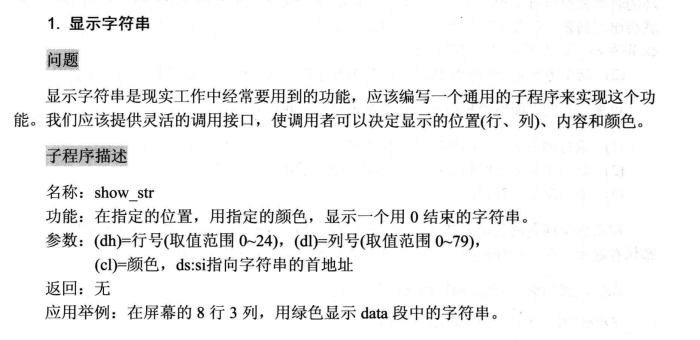 1. 显示字符串
问题
显示字符串是现实工作中经常要用到的功能，应该编写一个通用的子程序来实现这个功
能。我们应该提供灵活的调用接口，使调用者可以决定显示的位置(行、列)、内容和颜色。
子程序描述
名称：show_str
功能：在指定的位置，用指定的颜色，显示一个用 0 结束的字符串。
参数：(dh)=行号(取值范围 0~24)，(dl)=列号(取值范围 0~79)，
(cl)=颜色，ds:si指向字符串的首地址
返回：无
应用举例：在屏幕的 8 行 3 列，用绿色显示 data 段中的字符串。